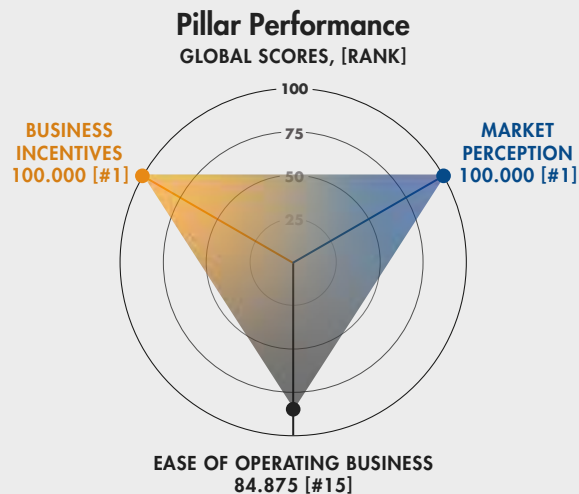 Pillar Performance
GLOBAL SCORES, [RANK]
100
75
50
25
BUSINESS
INCENTIVES
100.000 [#1]
MARKET
PERCEPTION
100.000 [#1]
EASE OF OPERATING BUSINESS
84.875 [#15]